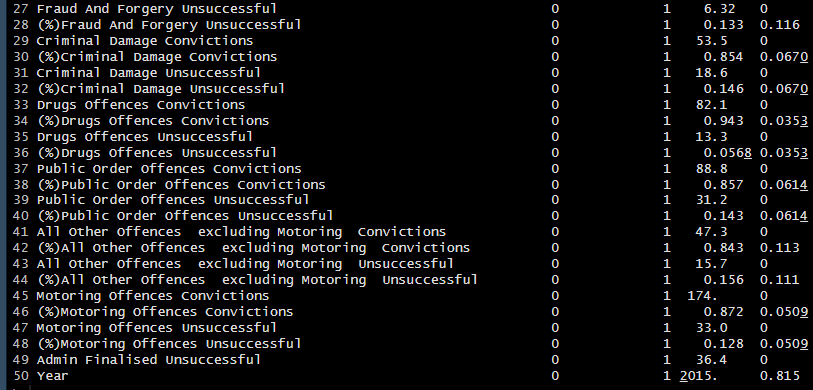 27 Fraud And Forgery Unsuccessful 0 1 6.32 0
28 (%)Fraud And Forgery Unsuccessful 0 1 0.133 0.116
29 Criminal Damage Convictions 0 1 53.5 0
30 (%)Criminal Damage Convictions 0 1 0.854 0.0670
31 Criminal Damage Unsuccessful 0 1 18.6 0
32 (%)Criminal Damage Unsuccessful 0 1 0.146 0.0670
33 Drugs Offences Convictions 0 1 82.1 0
34 (%)Drugs Offences Convictions 0 1 0.943 0.0353
35 Drugs Offences Unsuccessful 0 1 13.3 0
36 (%)Drugs Offences Unsuccessful 0 1 0.0568 0.0353
37 Public Order Offences Convictions 0 1 88.8 0
38 (%)Public Order Offences Convictions 0 1 0.857 0.0614
39 Public Order Offences Unsuccessful 0 1 31.2 0
40 (%)Public Order Offences Unsuccessful 0 1 0.143 0.0614
41 All Other Offences  excluding Motoring  Convictions 0 1 47.3 0
42 (%)All Other Offences  excluding Motoring  Convictions 0 1 0.843 0.113
43 All Other Offences  excluding Motoring  Unsuccessful 0 1 15.7 0
44 (%)All Other Offences  excluding Motoring  Unsuccessful 0 1 0.156 0.111
45 Motoring Offences Convictions 0 1 174. 0
46 (%)Motoring Offences Convictions 0 1 0.872 0.0509
47 Motoring Offences Unsuccessful 0 1 33.0 0
48 (%)Motoring Offences Unsuccessful 0 1 0.128 0.0509
49 Admin Finalised Unsuccessful 0 1 36.4 0
50 Year 0 1 2015. 0.815